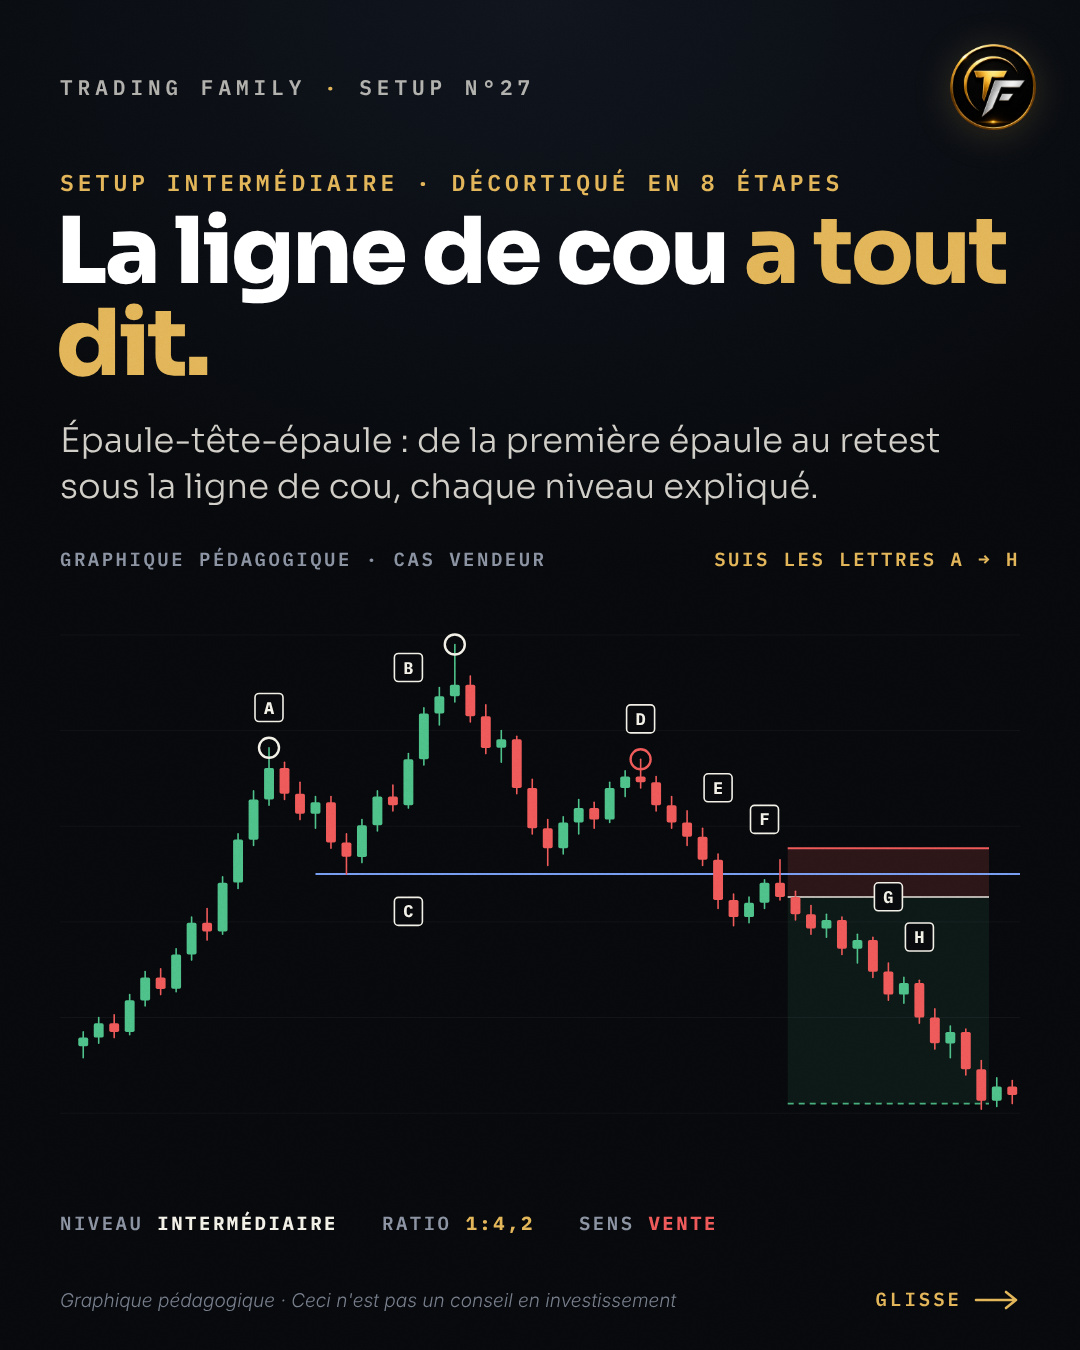 TRADING FAMILY · SETUP N°27
TF
SETUP INTERMÉDIAIRE · DÉCORTIQUÉ EN 8 ÉTAPES
La ligne de cou a tout
dit.
Épaule-tête-épaule : de la première épaule au retest
sous la ligne de cou, chaque niveau expliqué.
GRAPHIQUE PÉDAGOGIQUE · CAS VENDEUR
SUIS LES LETTRES A → H
A
B
C
D
E
F
G
H
NIVEAU INTERMÉDIAIRE RATIO 1:4,2 SENS VENTE
Graphique pédagogique · Ceci n'est pas un conseil en investissement
GLISSE →